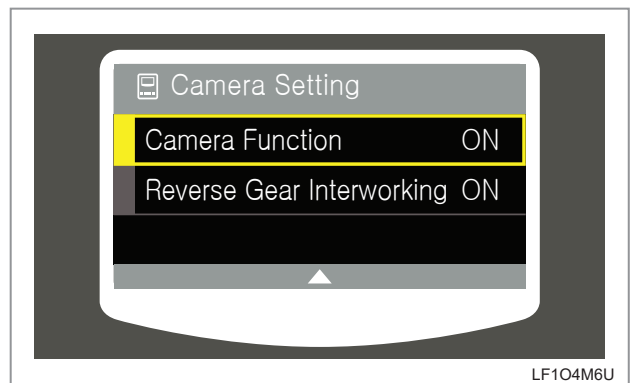 Camera Setting
Camera Function ON
Reverse Gear Interworking ON
LF1O4M6U